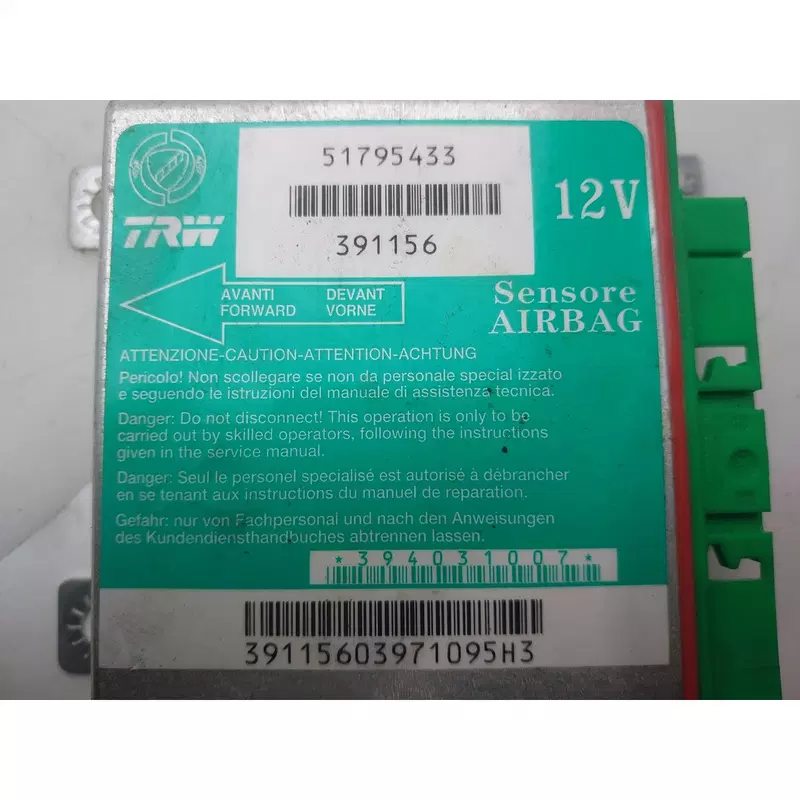 51795433
12V
391156
TRW
AVANTI DEVANT
FORWARD VORNE
Sensore
AIRBAG
ATTENZIONE-CAUTION-ATTENTION-ACHTUNG
Pericolo! Non scollegare se non da personale special izzato
e seguendo le istruzioni del manuale di assistenza tecnica.
Danger: Do not disconnect! This operation is only to be
carried out by skilled operators, following the instructions
given in the service manual.
Danger: Seul le personel specialisé est autorisé à débrancher
en se tenant aux instructions du manuel de reparation.
Gefahr: nur von Fachpersonal und nach den Anweisungen
des Kundendiensthandbuches abtrennen lassen.
*394031007*
39115603971095H3